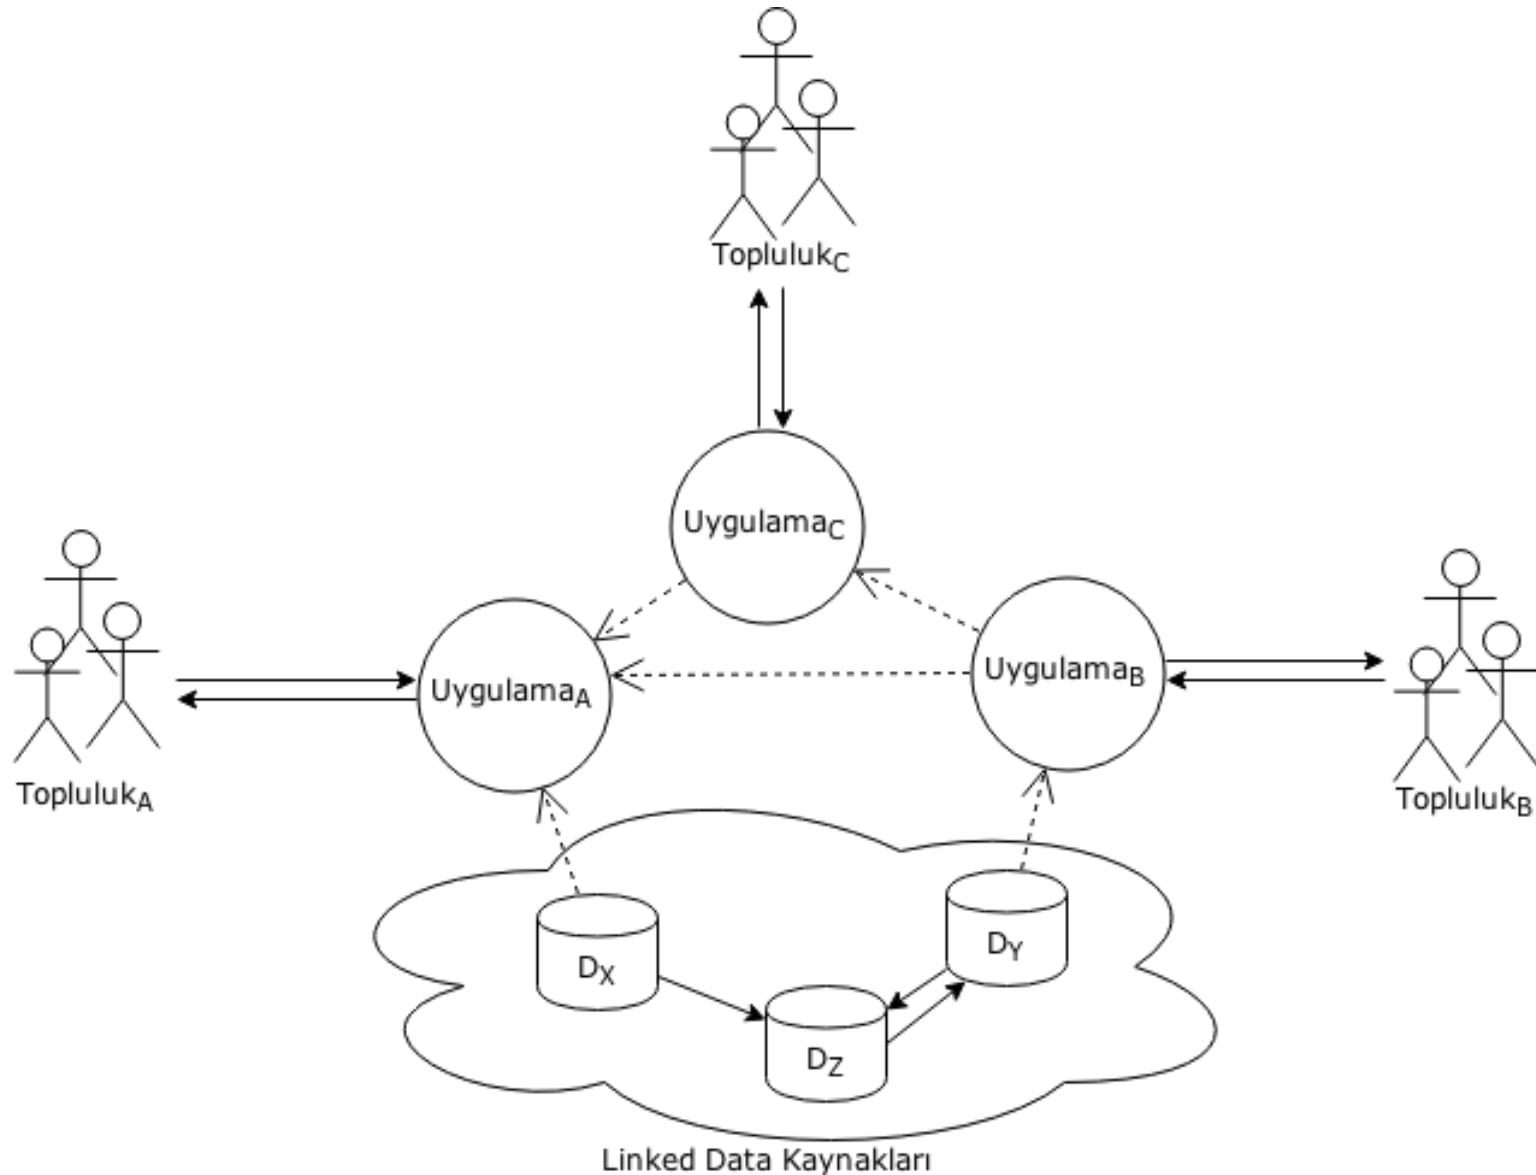 Topluluk_C
Uygulama_C
Uygulama_A
Uygulama_B
Topluluk_A
Topluluk_B
D_X
D_Y
D_Z
Linked Data Kaynakları